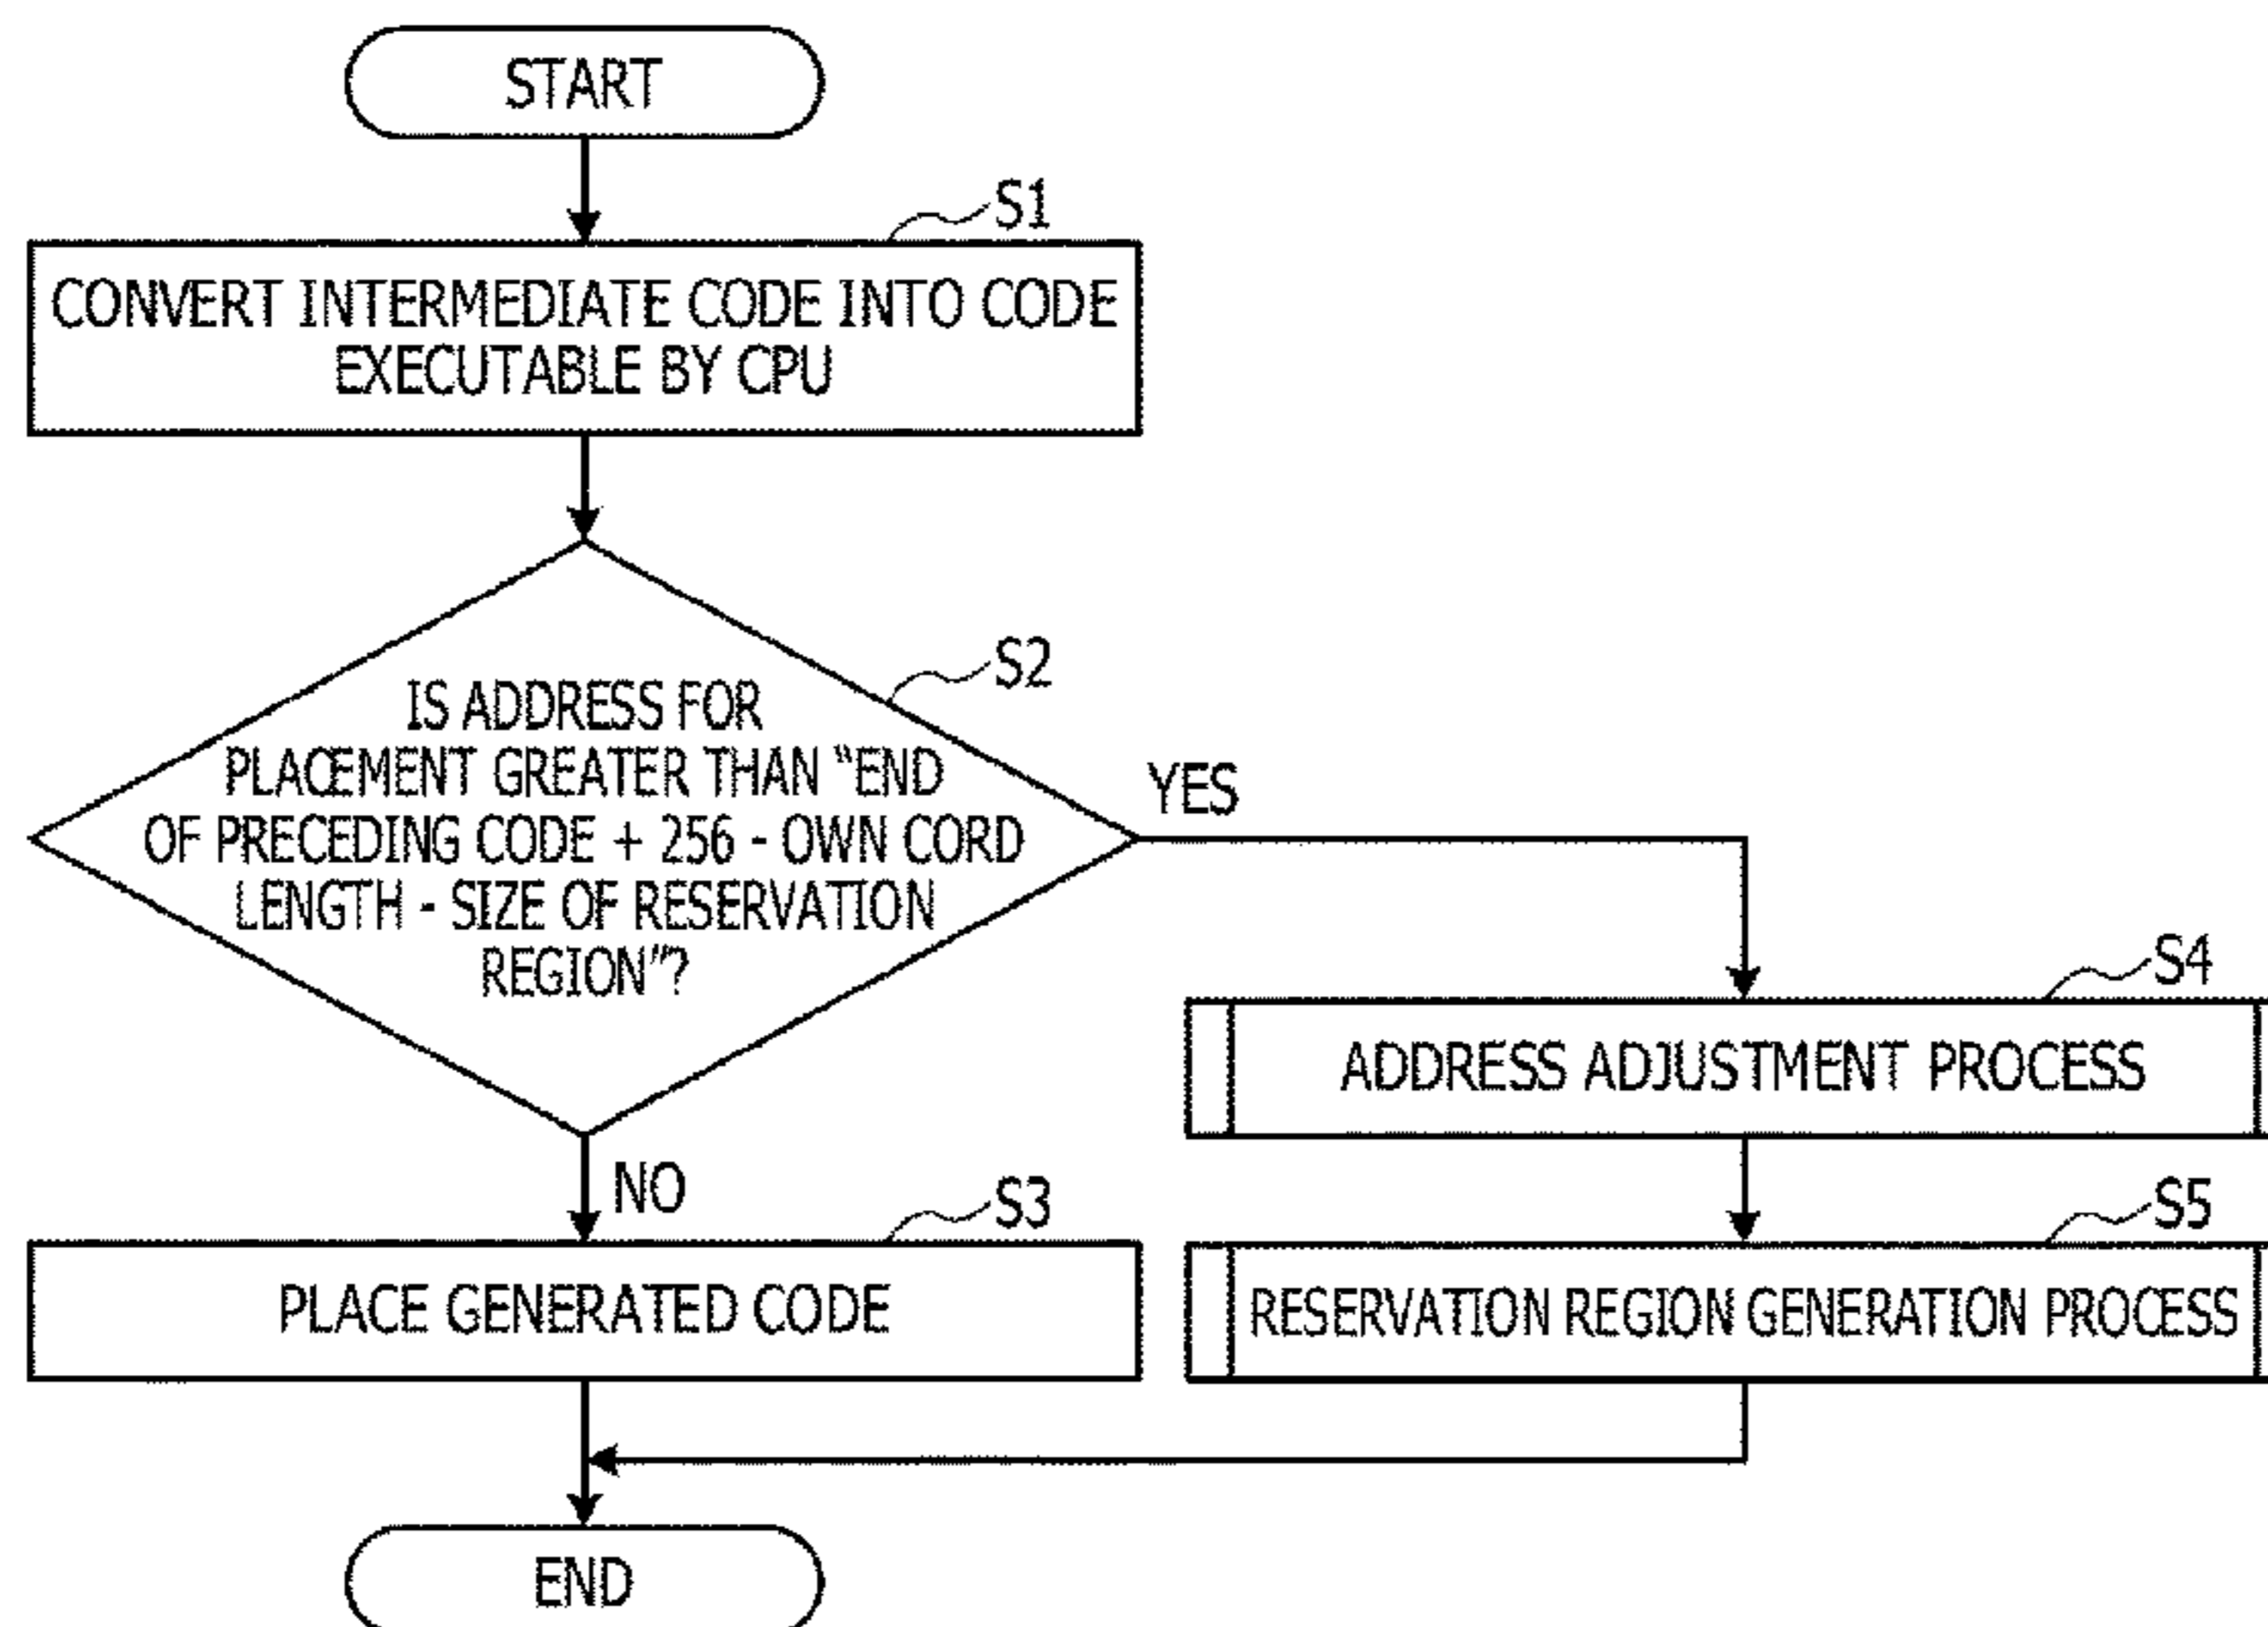 START
S1
CONVERT INTERMEDIATE CODE INTO CODE
EXECUTABLE BY CPU
S2
IS ADDRESS FOR
PLACEMENT GREATER THAN "END
OF PRECEDING CODE + 256 - OWN CORD
LENGTH - SIZE OF RESERVATION
REGION"?
YES
NO
S3
PLACE GENERATED CODE
S4
ADDRESS ADJUSTMENT PROCESS
S5
RESERVATION REGION GENERATION PROCESS
END